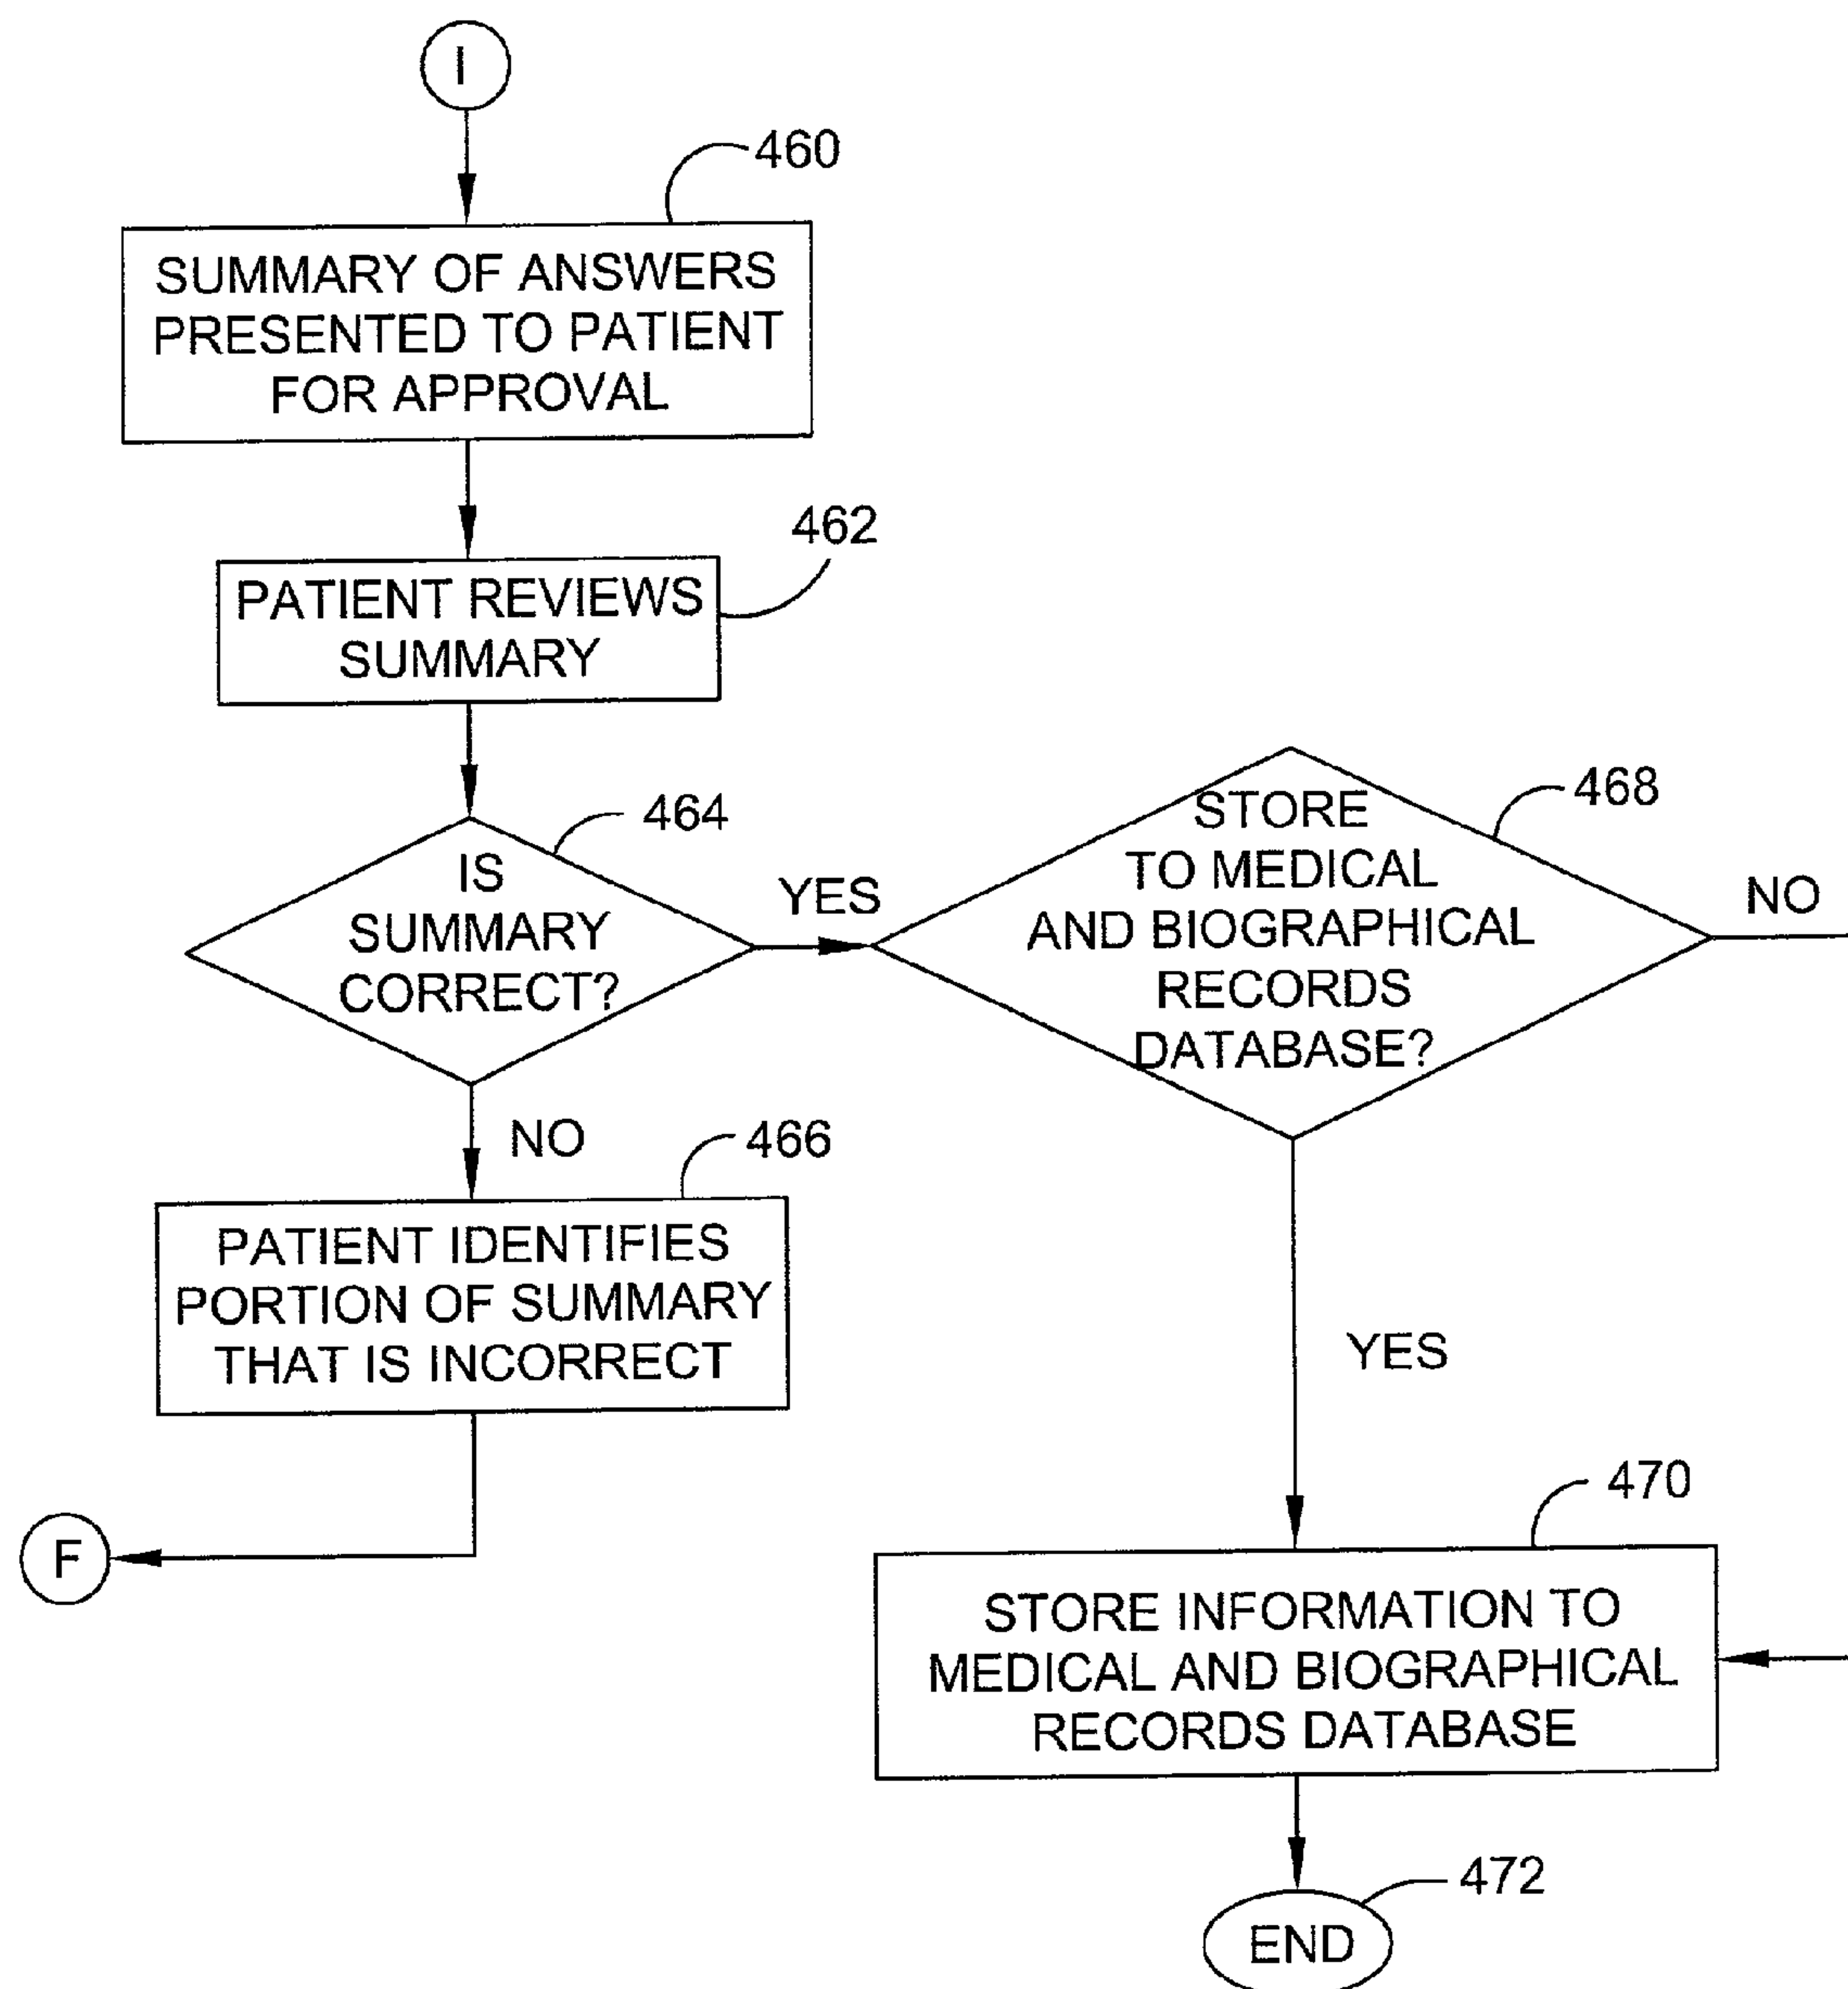 I
460
SUMMARY OF ANSWERS
PRESENTED TO PATIENT
FOR APPROVAL
462
PATIENT REVIEWS
SUMMARY
464
IS
SUMMARY
CORRECT?
YES
NO
468
STORE
TO MEDICAL
AND BIOGRAPHICAL
RECORDS
DATABASE?
NO
YES
466
PATIENT IDENTIFIES
PORTION OF SUMMARY
THAT IS INCORRECT
F
470
STORE INFORMATION TO
MEDICAL AND BIOGRAPHICAL
RECORDS DATABASE
472
END